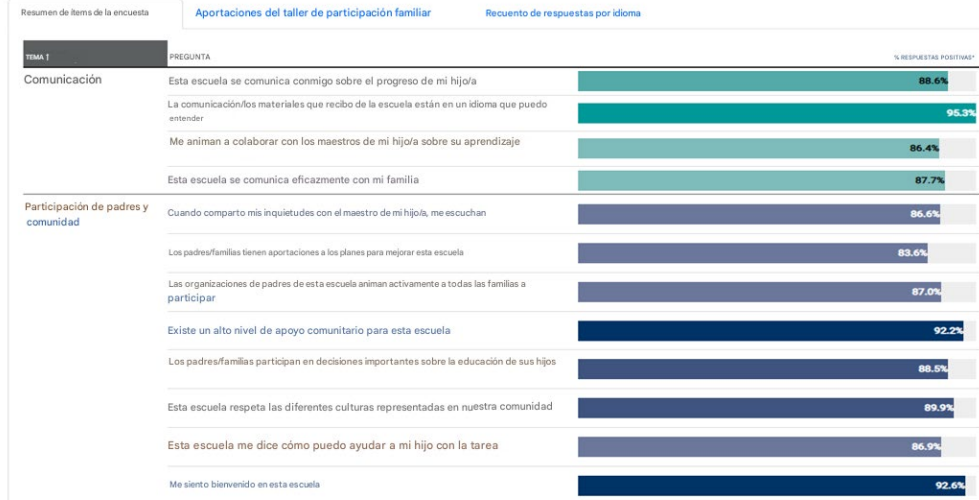 Resumen de ítems de la encuesta
Aportaciones del taller de participación familiar
Recuento de respuestas por idioma
TEMA ↑
PREGUNTA
% RESPUESTAS POSITIVAS*
Comunicación
Esta escuela se comunica conmigo sobre el progreso de mi hijo/a
88.6%
La comunicación/los materiales que recibo de la escuela están en un idioma que puedo
entender
95.3%
Me animan a colaborar con los maestros de mi hijo/a sobre su aprendizaje
86.4%
Esta escuela se comunica eficazmente con mi familia
87.7%
Participación de padres y
comunidad
Cuando comparto mis inquietudes con el maestro de mi hijo/a, me escuchan
86.6%
Los padres/familias tienen aportaciones a los planes para mejorar esta escuela
83.6%
Las organizaciones de padres de esta escuela animan activamente a todas las familias a
participar
87.0%
Existe un alto nivel de apoyo comunitario para esta escuela
92.2%
Los padres/familias participan en decisiones importantes sobre la educación de sus hijos
88.5%
Esta escuela respeta las diferentes culturas representadas en nuestra comunidad
89.9%
Esta escuela me dice cómo puedo ayudar a mi hijo con la tarea
86.9%
Me siento bienvenido en esta escuela
92.6%